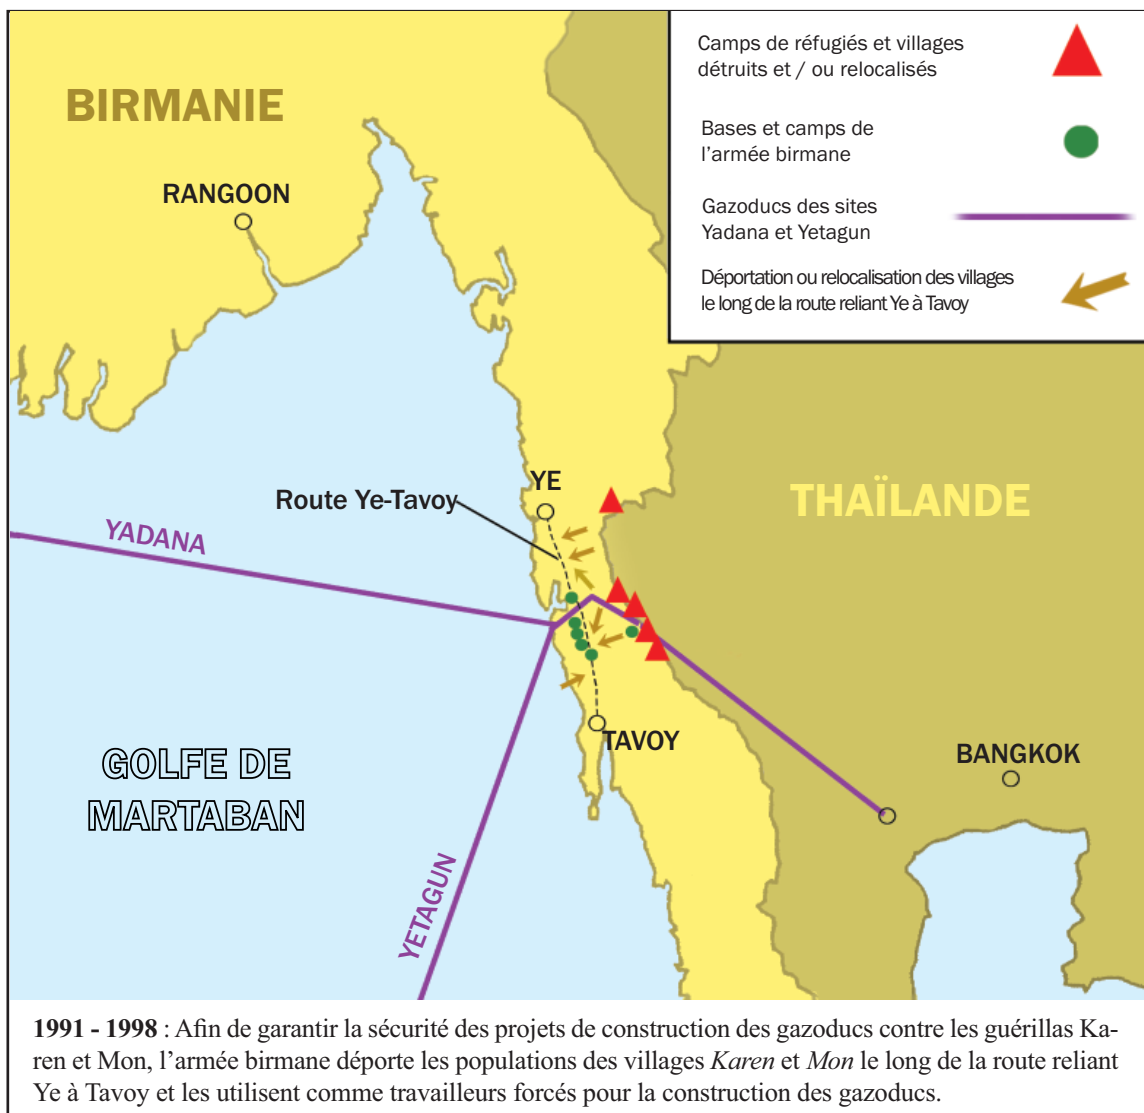 BIRMANIE
RANGOON
Camps de réfugiés et villages
détruits et / ou relocalisés
Bases et camps de
l'armée birmane
Gazoducs des sites
Yadana et Yetagun
Déportation ou relocalisation des villages
le long de la route reliant Ye à Tavoy
YE
Route Ye-Tavoy
THAÏLANDE
YADANA
TAVOY
BANGKOK
GOLFE DE
MARTABAN
YETAGUN
1991 - 1998 : Afin de garantir la sécurité des projets de construction des gazoducs contre les guérillas Ka-
ren et Mon, l'armée birmane déporte les populations des villages Karen et Mon le long de la route reliant
Ye à Tavoy et les utilisent comme travailleurs forcés pour la construction des gazoducs.